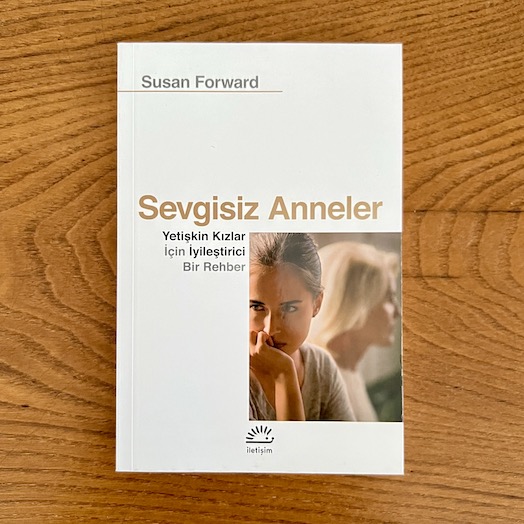 Susan Forward
Sevgisiz Anneler
Yetişkin Kızlar
İçin İyileştirici
Bir Rehber
iletişim